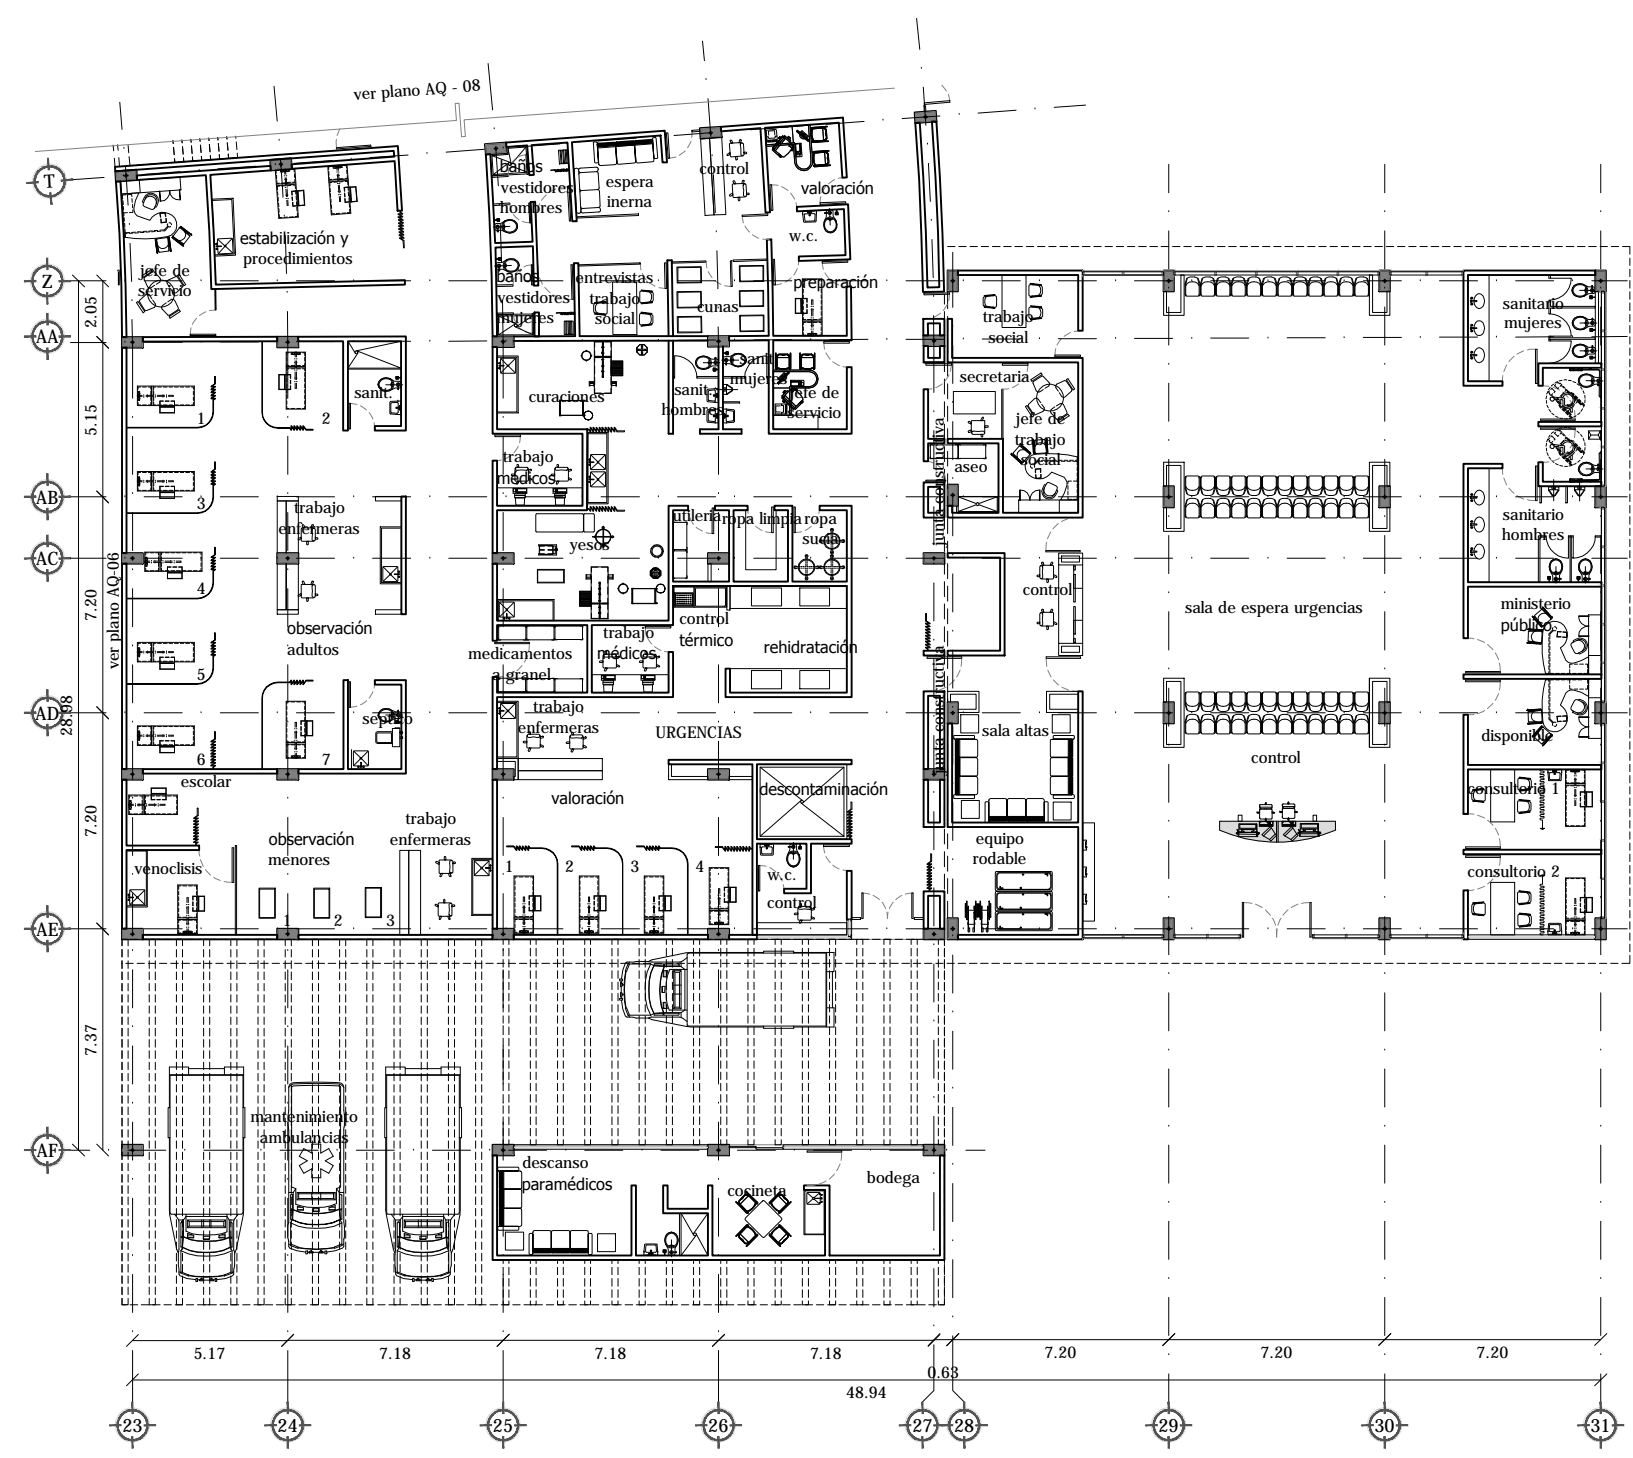 ver plano AQ - 08
T
Z
AA
AB
AC
AD
AE
AF
2.05
5.15
7.20
7.20
7.37
28.98
ver plano AQ-06
jefe de
servicio
estabilización y
procedimientos
baños
vestidores
hombres
espera
inerna
control
valoración
w.c.
baños
vestidores
mujeres
entrevistas
trabajo
social
cunas
preparación
trabajo
social
sanitario
mujeres
1
2
sanit.
curaciones
sanit.
hombres
sanit.
mujeres
jefe de
servicio
secretaria
jefe de
trabajo
social
aseo
junta constructiva
3
trabajo
enfermeras
trabajo
médicos
utileria
ropa limpia
ropa
sucia
yesos
sanitario
hombres
4
control
sala de espera urgencias
ministerio
público
observación
adultos
5
medicamentos
a granel
trabajo
médicos
control
térmico
rehidratación
junta constructiva
septico
6
7
trabajo
enfermeras
URGENCIAS
sala altas
control
disponible
escolar
valoración
descontaminación
consultorio 1
observación
menores
trabajo
enfermeras
venoclisis
1
2
3
1
2
3
4
w.c.
control
equipo
rodable
consultorio 2
mantenimiento
ambulancias
descanso
paramédicos
cocineta
bodega
5.17
7.18
7.18
7.18
0.63
7.20
7.20
7.20
48.94
23
24
25
26
27
28
29
30
31